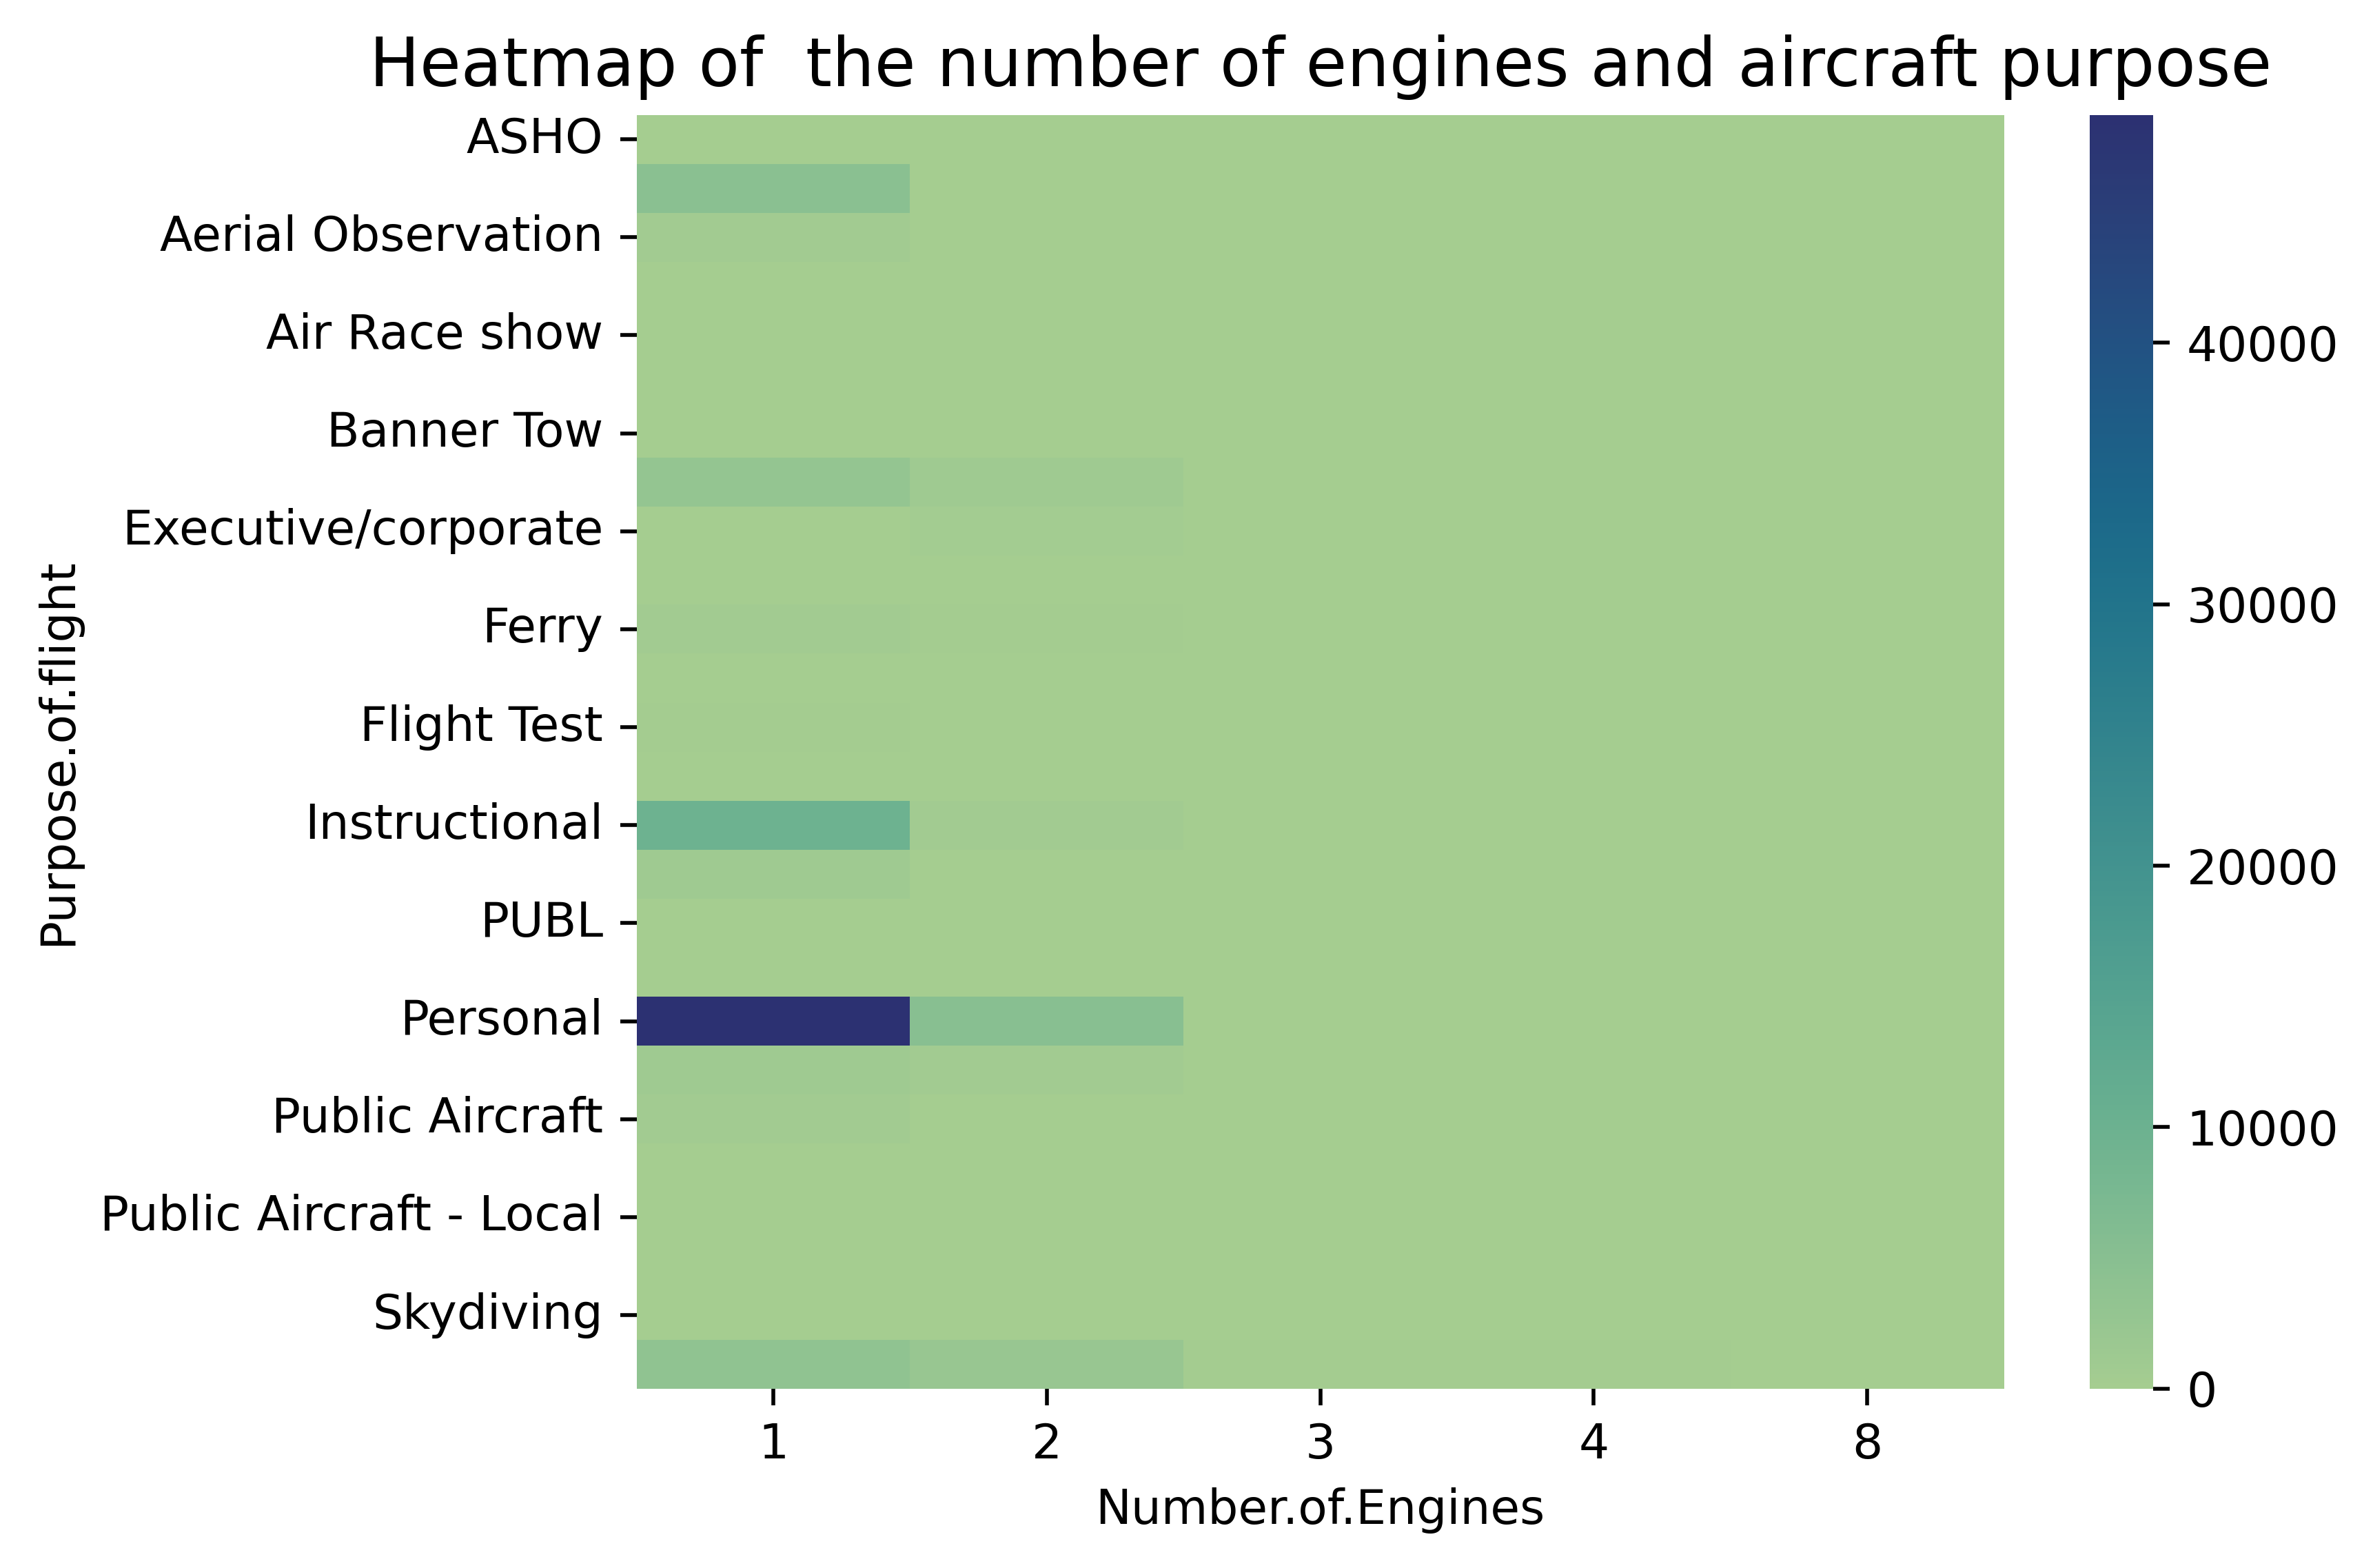 Heatmap of  the number of engines and aircraft purpose
Purpose.of.flight
ASHO
Aerial Observation
Air Race show
Banner Tow
Executive/corporate
Ferry
Flight Test
Instructional
PUBL
Personal
Public Aircraft
Public Aircraft - Local
Skydiving
1 2 3 4 8
Number.of.Engines
40000
30000
20000
10000
0